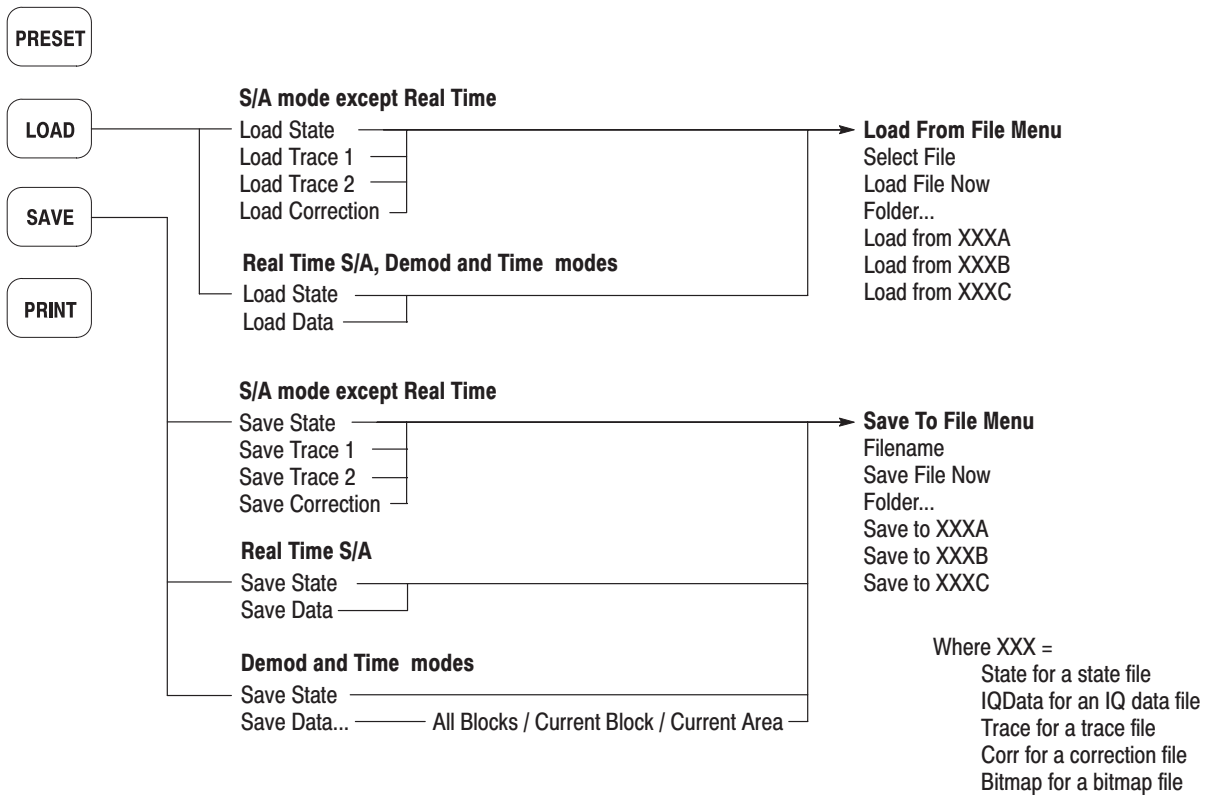 PRESET
LOAD
SAVE
PRINT
S/A mode except Real Time
Load State
Load Trace 1
Load Trace 2
Load Correction
Real Time S/A, Demod and Time modes
Load State
Load Data
Load From File Menu
Select File
Load File Now
Folder...
Load from XXXA
Load from XXXB
Load from XXXC
S/A mode except Real Time
Save State
Save Trace 1
Save Trace 2
Save Correction
Real Time S/A
Save State
Save Data
Demod and Time modes
Save State
Save Data... All Blocks / Current Block / Current Area
Save To File Menu
Filename
Save File Now
Folder...
Save to XXXA
Save to XXXB
Save to XXXC
Where XXX =
State for a state file
IQData for an IQ data file
Trace for a trace file
Corr for a correction file
Bitmap for a bitmap file